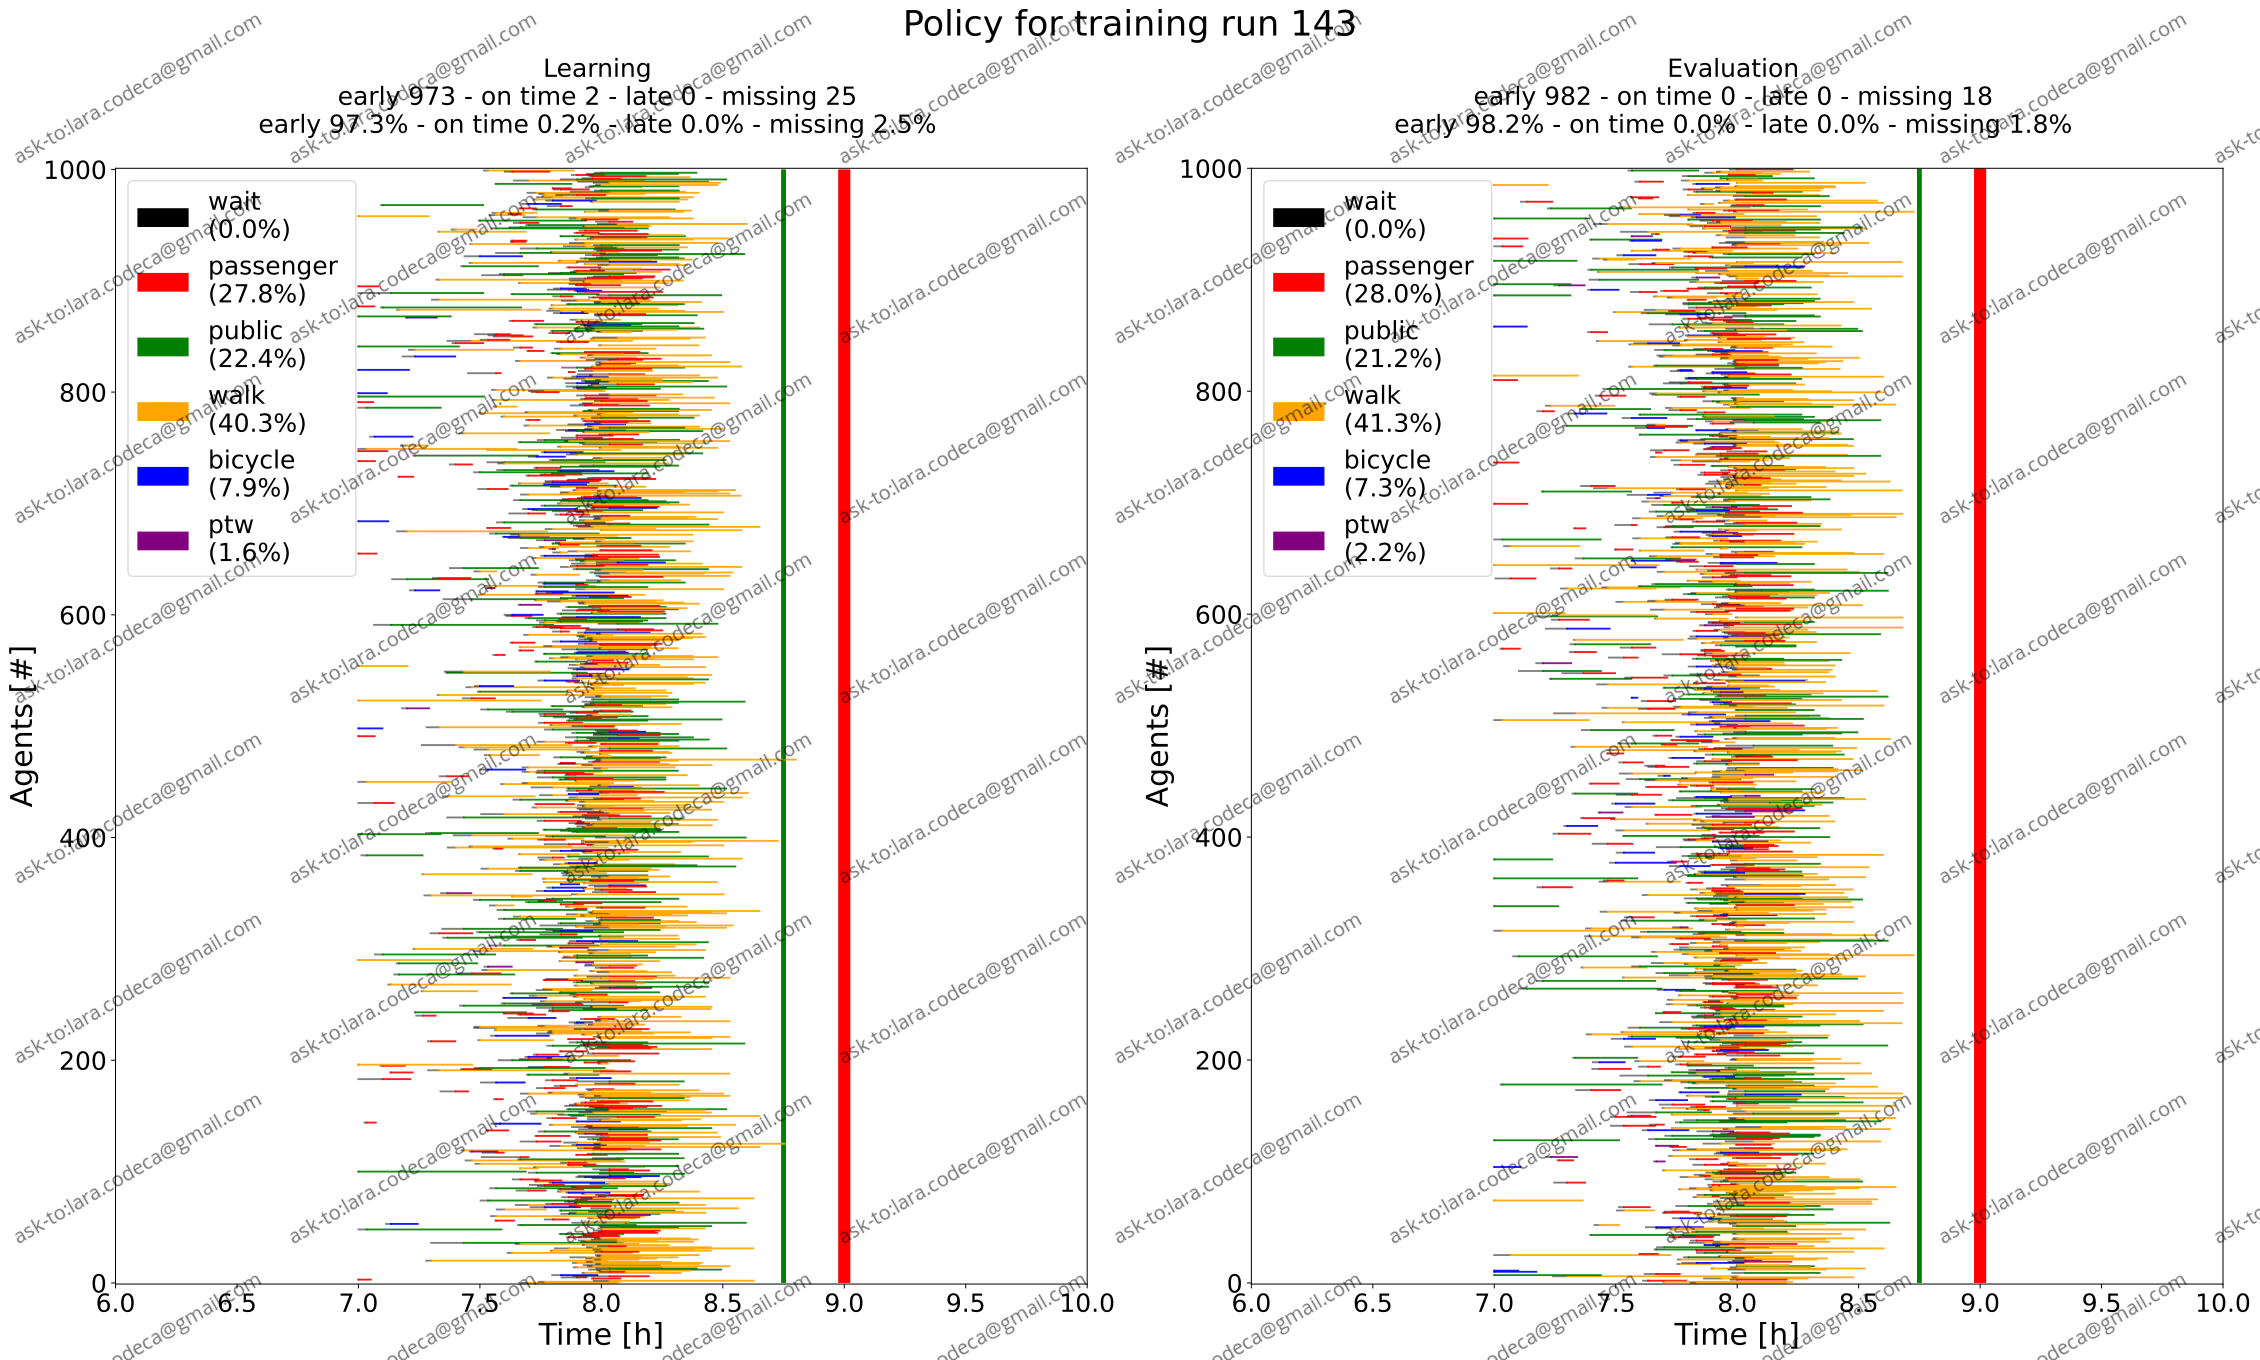 Policy for training run 143
Learning
early 973 - on time 2 - late 0 - missing 25
early 97.3% - on time 0.2% - late 0.0% - missing 2.5%
1000
800
600
400
200
0
Agents [#]
wait
(0.0%)
passenger
(27.8%)
public
(22.4%)
walk
(40.3%)
bicycle
(7.9%)
ptw
(1.6%)
6.0 6.5 7.0 7.5 8.0 8.5 9.0 9.5 10.0
Time [h]
Evaluation
early 982 - on time 0 - late 0 - missing 18
early 98.2% - on time 0.0% - late 0.0% - missing 1.8%
1000
800
600
400
200
0
Agents [#]
wait
(0.0%)
passenger
(28.0%)
public
(21.2%)
walk
(41.3%)
bicycle
(7.3%)
ptw
(2.2%)
6.0 6.5 7.0 7.5 8.0 8.5 9.0 9.5 10.0
Time [h]
ask-to:lara.codeca@gmail.com